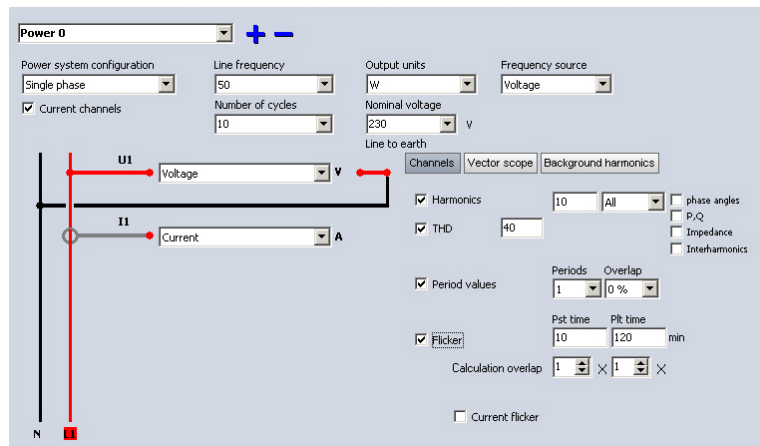 Power 0
Power system configuration Line frequency Output units Frequency source
Single phase 50 W Voltage
Current channels Number of cycles Nominal voltage
10 230 V
Line to earth
U1 Voltage V Channels Vector scope Background harmonics
Harmonics 10 All phase angles
P,Q
I1 Current A THD 40 Impedance
Interharmonics
Periods Overlap
Period values 1 0 %
Pst time Plt time
Flicker 10 120 min
Calculation overlap 1 X 1 X
Current flicker
N L1